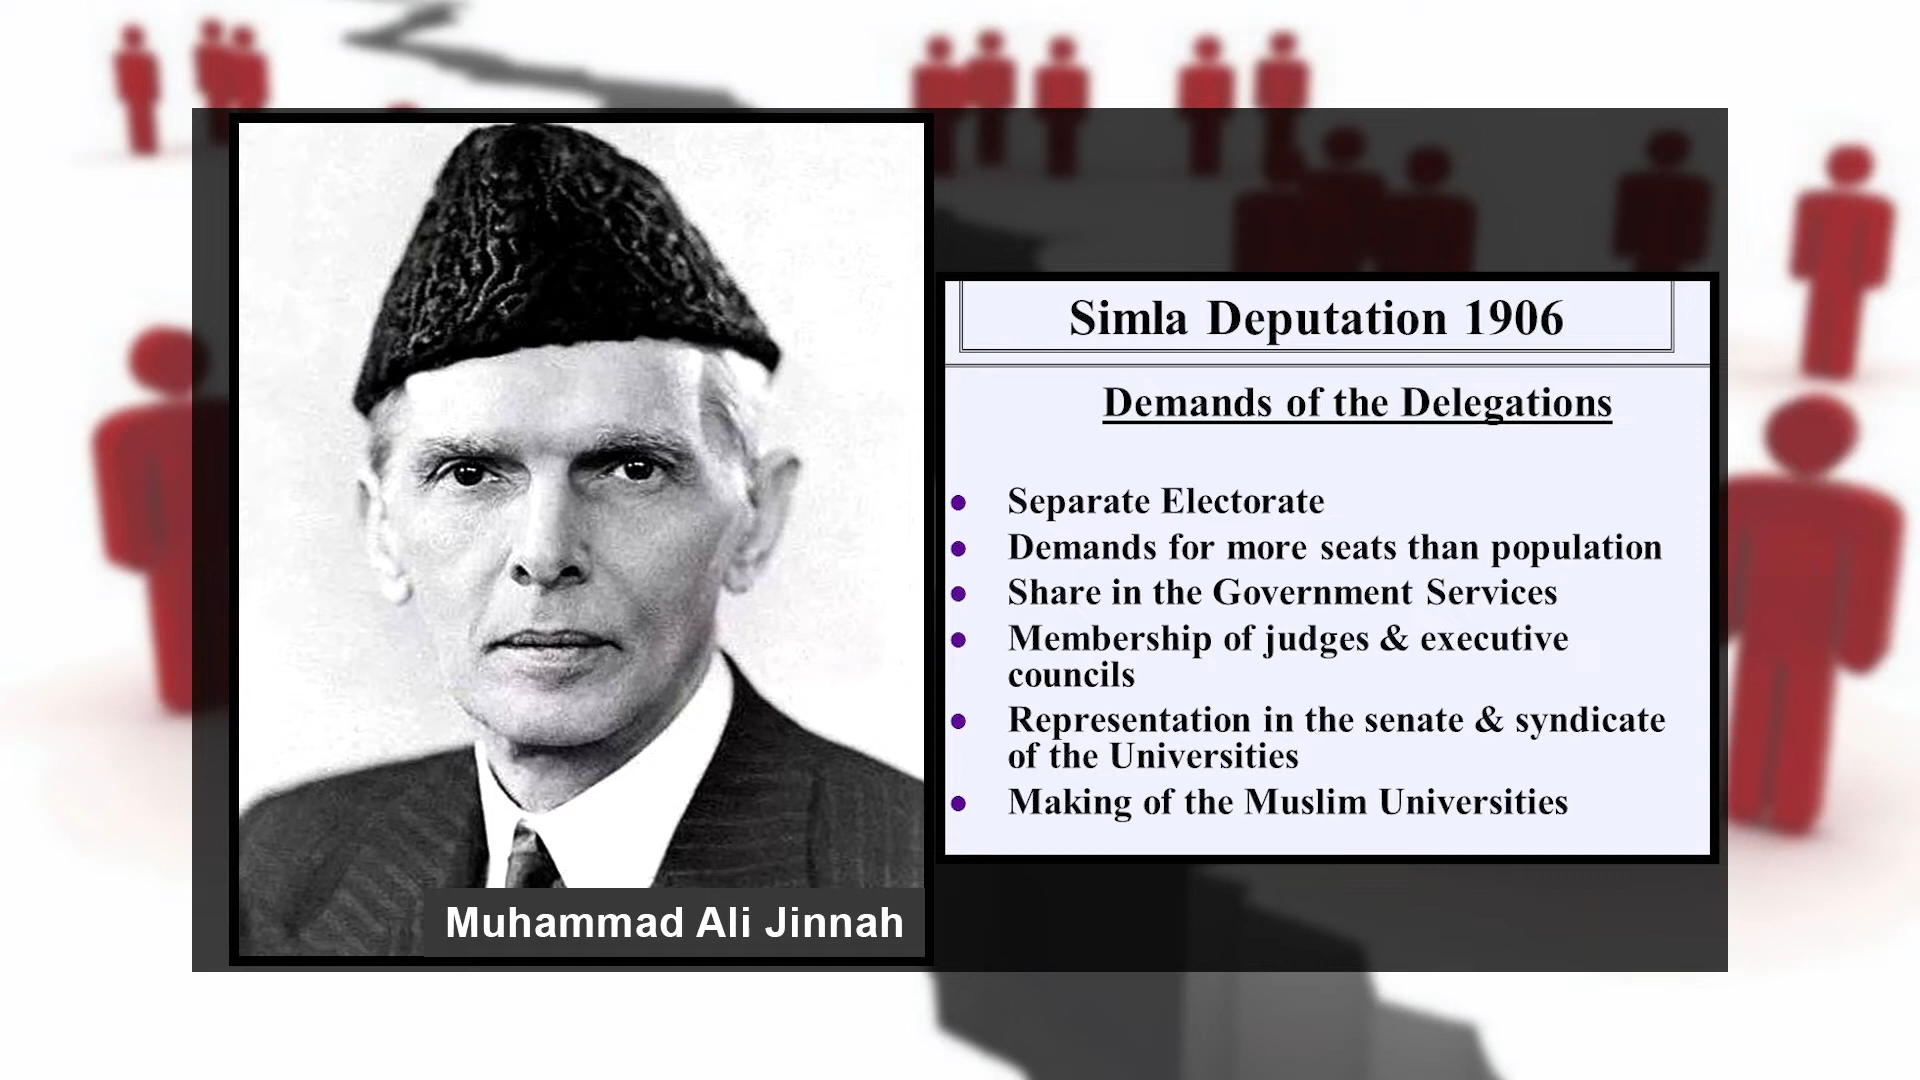 Simla Deputation 1906
Demands of the Delegations
● Separate Electorate
● Demands for more seats than population
● Share in the Government Services
● Membership of judges & executive
councils
● Representation in the senate & syndicate
of the Universities
● Making of the Muslim Universities
Muhammad Ali Jinnah